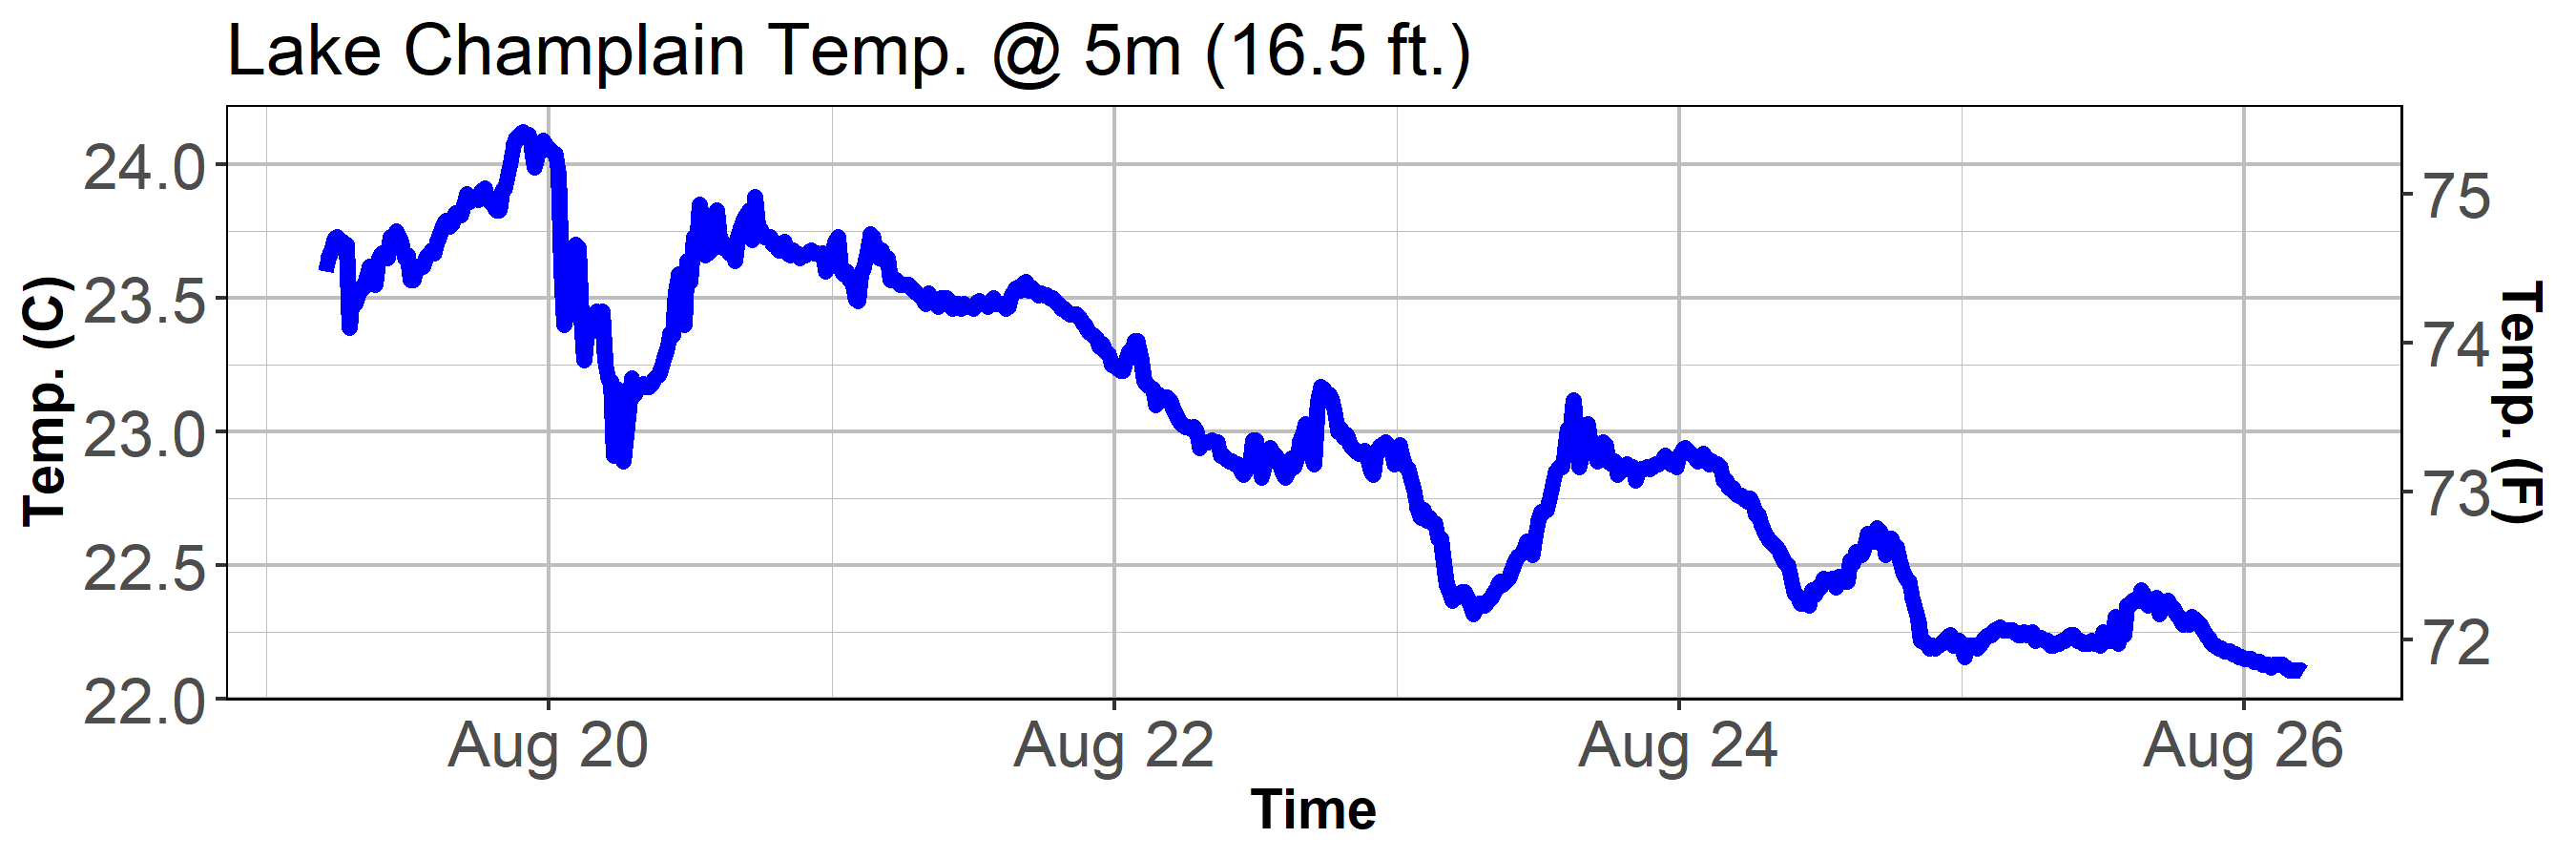 Lake Champlain Temp. @ 5m (16.5 ft.)
Temp. (C)
24.0
23.5
23.0
22.5
22.0
75
74
73
72
Temp. (F)
Aug 20 Aug 22 Aug 24 Aug 26
Time